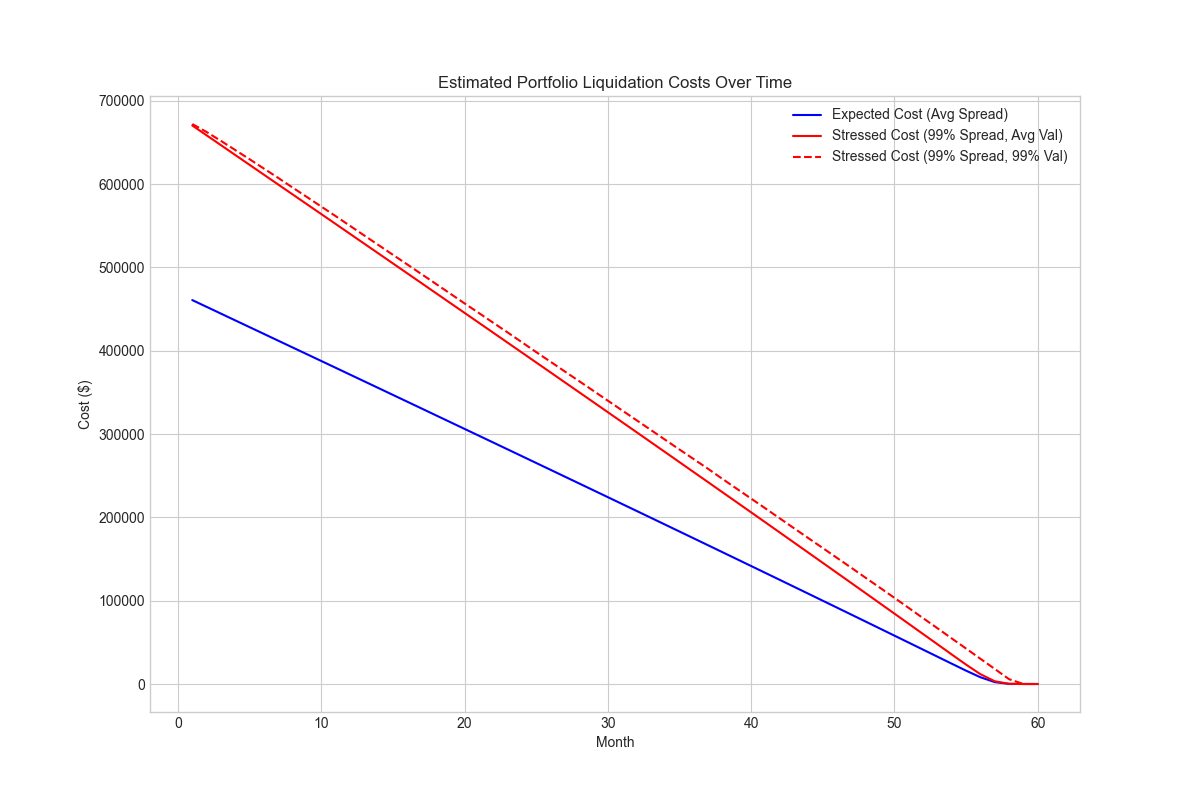 Estimated Portfolio Liquidation Costs Over Time
700000
600000
500000
400000
300000
200000
100000
0
Cost ($)
Expected Cost (Avg Spread)
Stressed Cost (99% Spread, Avg Val)
Stressed Cost (99% Spread, 99% Val)
0 10 20 30 40 50 60
Month